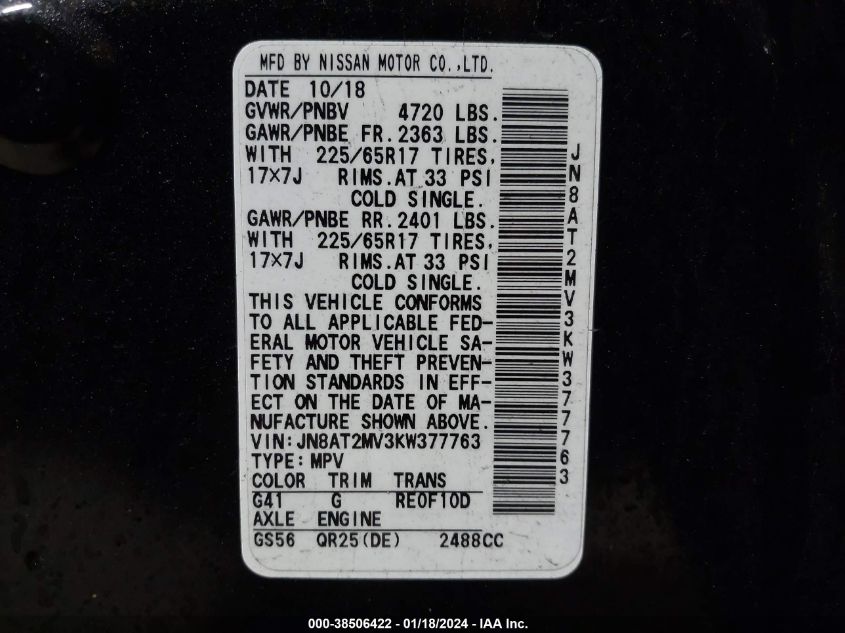 MFD BY NISSAN MOTOR CO.,LTD.
DATE 10/18
GVWR/PNBV 4720 LBS.
GAWR/PNBE FR. 2363 LBS.
WITH 225/65R17 TIRES,
17×7J RIMS. AT 33 PSI
COLD SINGLE.
GAWR/PNBE RR. 2401 LBS.
WITH 225/65R17 TIRES,
17×7J RIMS. AT 33 PSI
COLD SINGLE.
THIS VEHICLE CONFORMS
TO ALL APPLICABLE FED-
ERAL MOTOR VEHICLE SA-
FETY AND THEFT PREVEN-
TION STANDARDS IN EFF-
ECT ON THE DATE OF MA-
NUFACTURE SHOWN ABOVE.
VIN:JN8AT2MV3KW377763
TYPE:MPV
COLOR TRIM TRANS
G41 G RE0F10D
AXLE ENGINE
GS56 QR25(DE) 2488CC
JN8AT2MV3KW377763
000-38506422 - 01/18/2024 - IAA Inc.